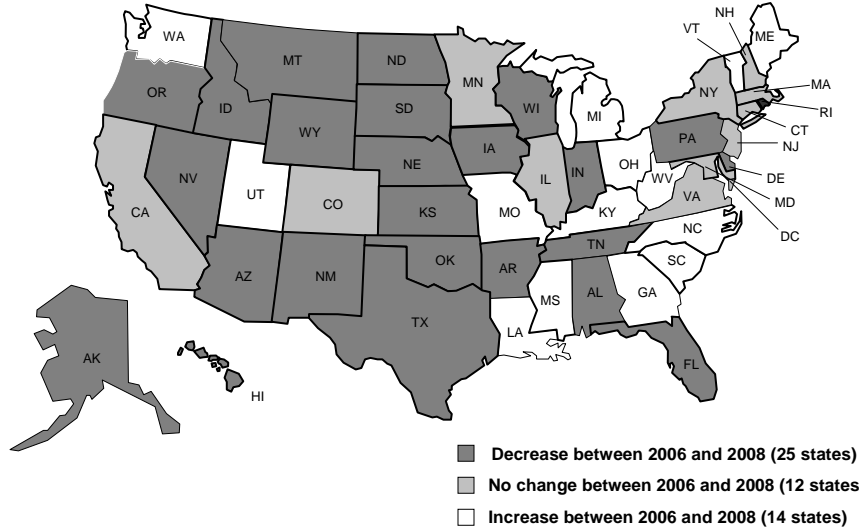 NH
ME
WA
VT
MT
ND
MN
MA
OR
NY
WI
ID
SD
RI
MI
WY
CT
PA
IA
NJ
NE
OH
NV
IN
DE
UT
IL
WV
CA
CO
VA
MD
KS
MO
KY
DC
NC
TN
OK
AZ
NM
AR
SC
MS
AL
GA
TX
LA
AK
FL
HI
Decrease between 2006 and 2008 (25 states)
No change between 2006 and 2008 (12 states
Increase between 2006 and 2008 (14 states)